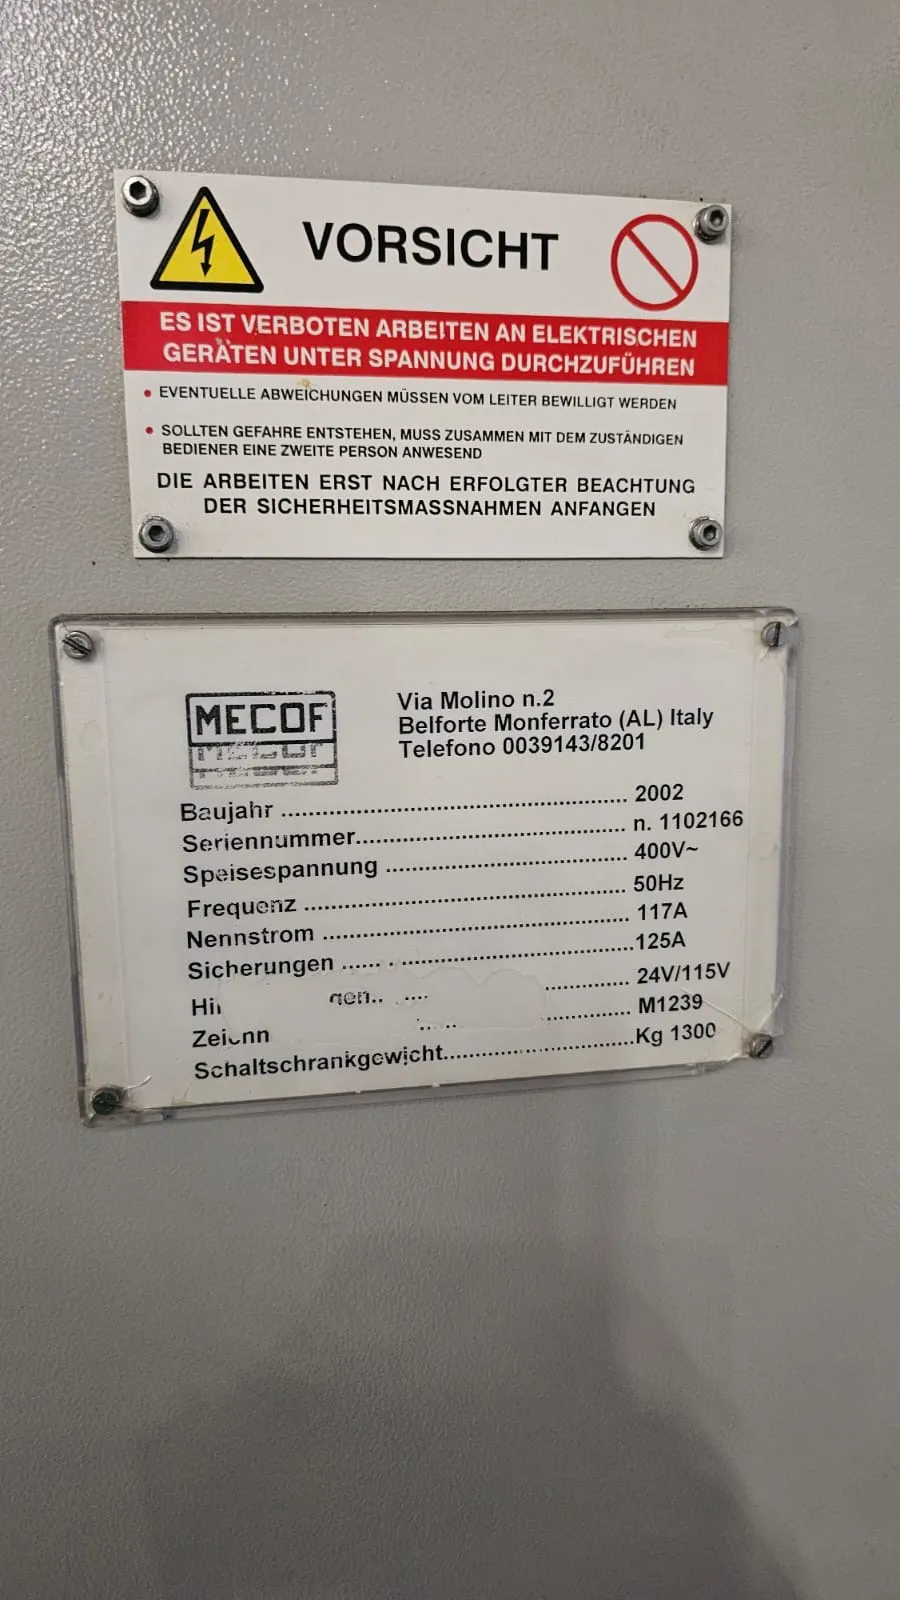 VORSICHT
ES IST VERBOTEN ARBEITEN AN ELEKTRISCHEN
GERÄTEN UNTER SPANNUNG DURCHZUFÜHREN
• EVENTUELLE ABWEICHUNGEN MÜSSEN VOM LEITER BEWILLIGT WERDEN
• SOLLTEN GEFAHRE ENTSTEHEN, MUSS ZUSAMMEN MIT DEM ZUSTÄNDIGEN
BEDIENER EINE ZWEITE PERSON ANWESEND
DIE ARBEITEN ERST NACH ERFOLGTER BEACHTUNG
DER SICHERHEITSMASSNAHMEN ANFANGEN
MECOF
Via Molino n.2
Belforte Monferrato (AL) Italy
Telefono 0039143/8201
Baujahr ........ 2002
Seriennummer........ n. 1102166
Speisespannung ........ 400V~
Frequenz ........ 50Hz
Nennstrom ........ 117A
Sicherungen ........ 125A
24V/115V
M1239
Schaltschrankgewicht........Kg 1300